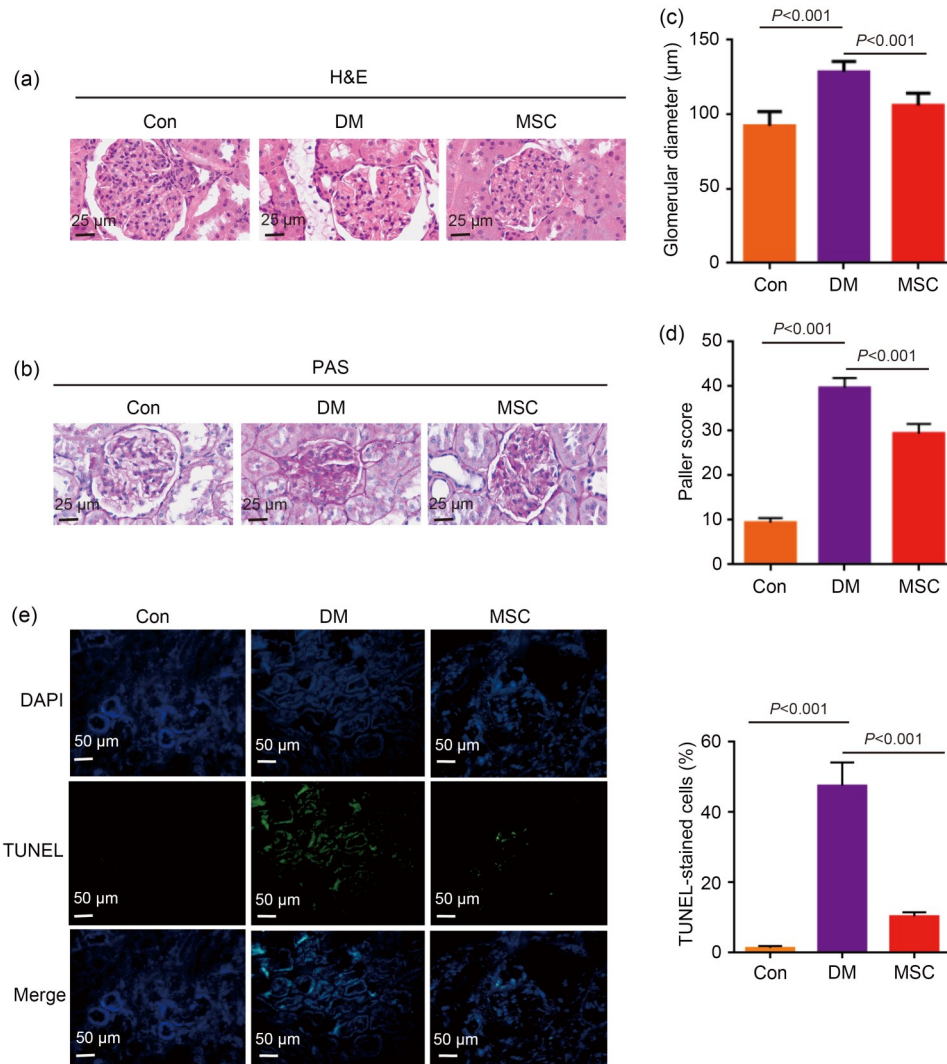 (a)
H&E
Con DM MSC
25 µm 25 µm 25 µm
(b)
PAS
Con DM MSC
25 µm 25 µm 25 µm
(c)
P<0.001
P<0.001
Glomerular diameter (µm)
150
100
50
0
Con DM MSC
(d)
P<0.001
P<0.001
Paller score
50
40
30
20
10
0
Con DM MSC
(e)
Con DM MSC
DAPI
50 µm 50 µm 50 µm
TUNEL
50 µm 50 µm 50 µm
Merge
50 µm 50 µm 50 µm
P<0.001
P<0.001
TUNEL-stained cells (%)
60
40
20
0
Con DM MSC